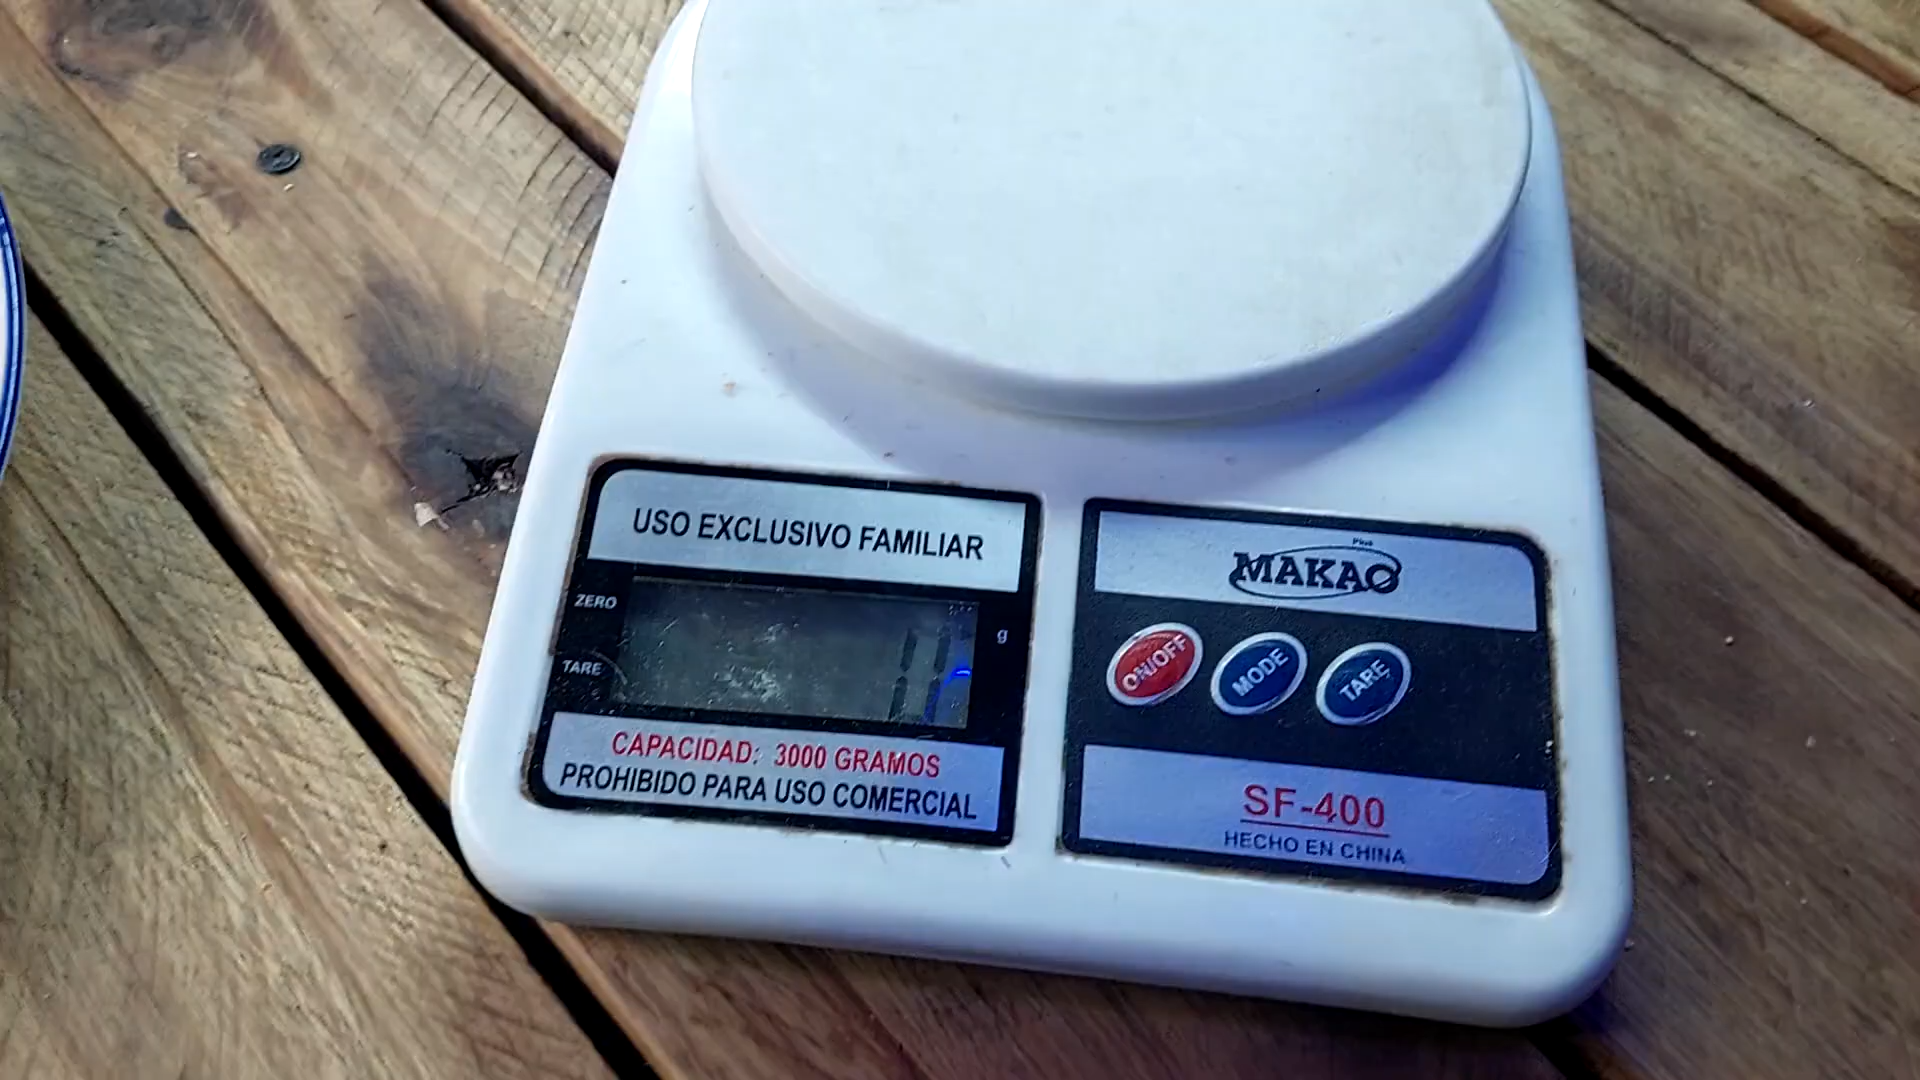 USO EXCLUSIVO FAMILIAR
ZERO
g
TARE
CAPACIDAD: 3000 GRAMOS
PROHIBIDO PARA USO COMERCIAL
Plus
MAKAO
ON/OFF
MODE
TARE
SF-400
HECHO EN CHINA